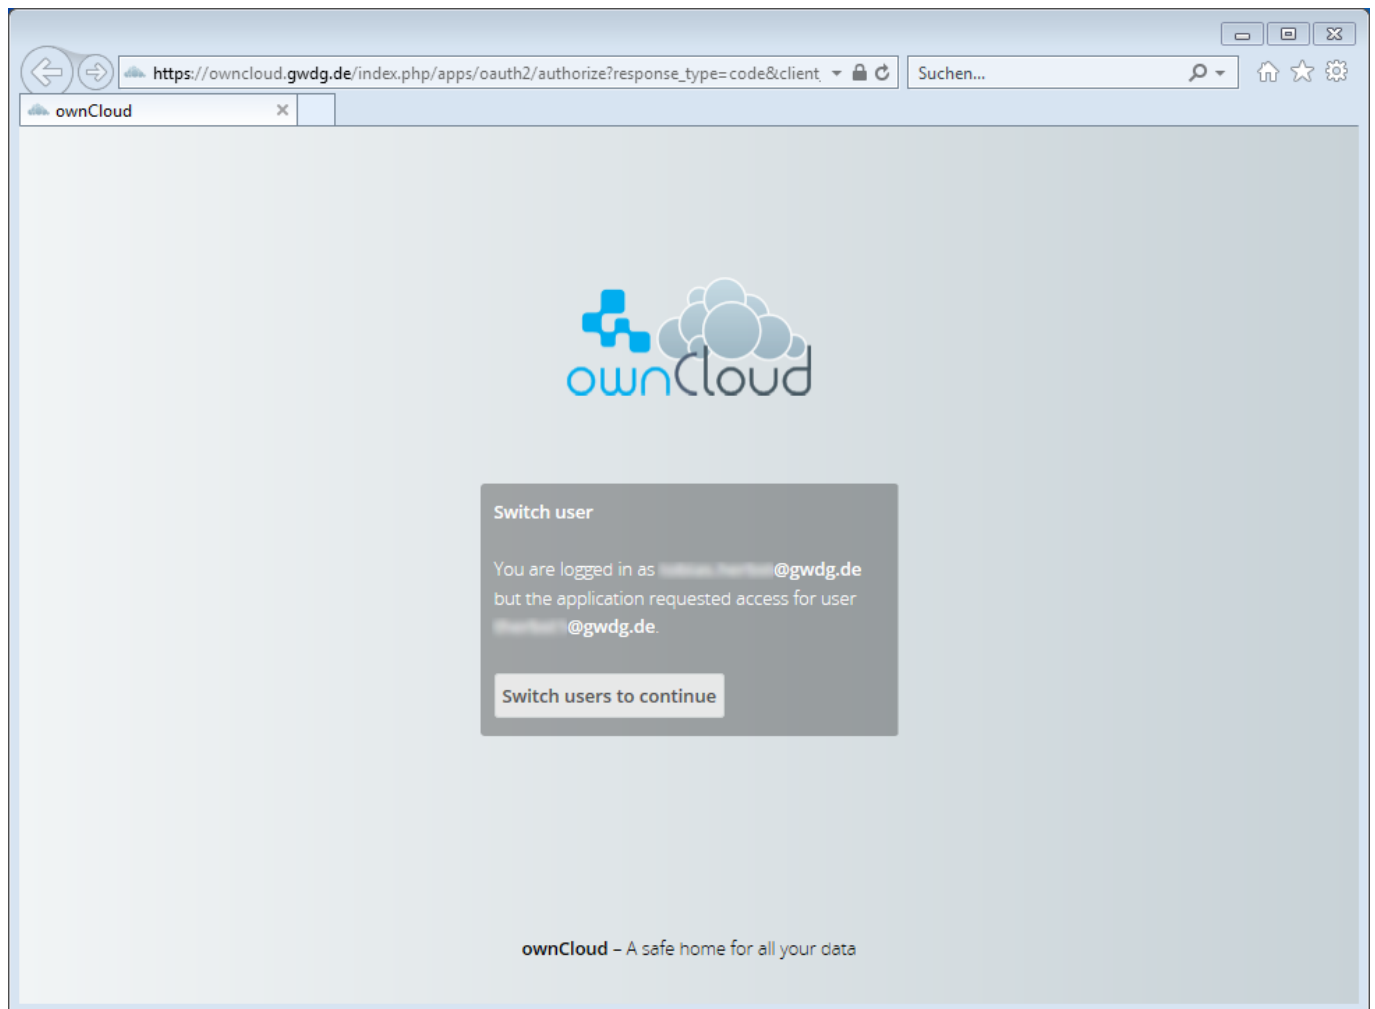 https://owncloud.gwdg.de/index.php/apps/oauth2/authorize?response_type=code&client_
Suchen...
ownCloud
ownCloud
Switch user
You are logged in as @gwdg.de
but the application requested access for user
@gwdg.de.
Switch users to continue
ownCloud – A safe home for all your data